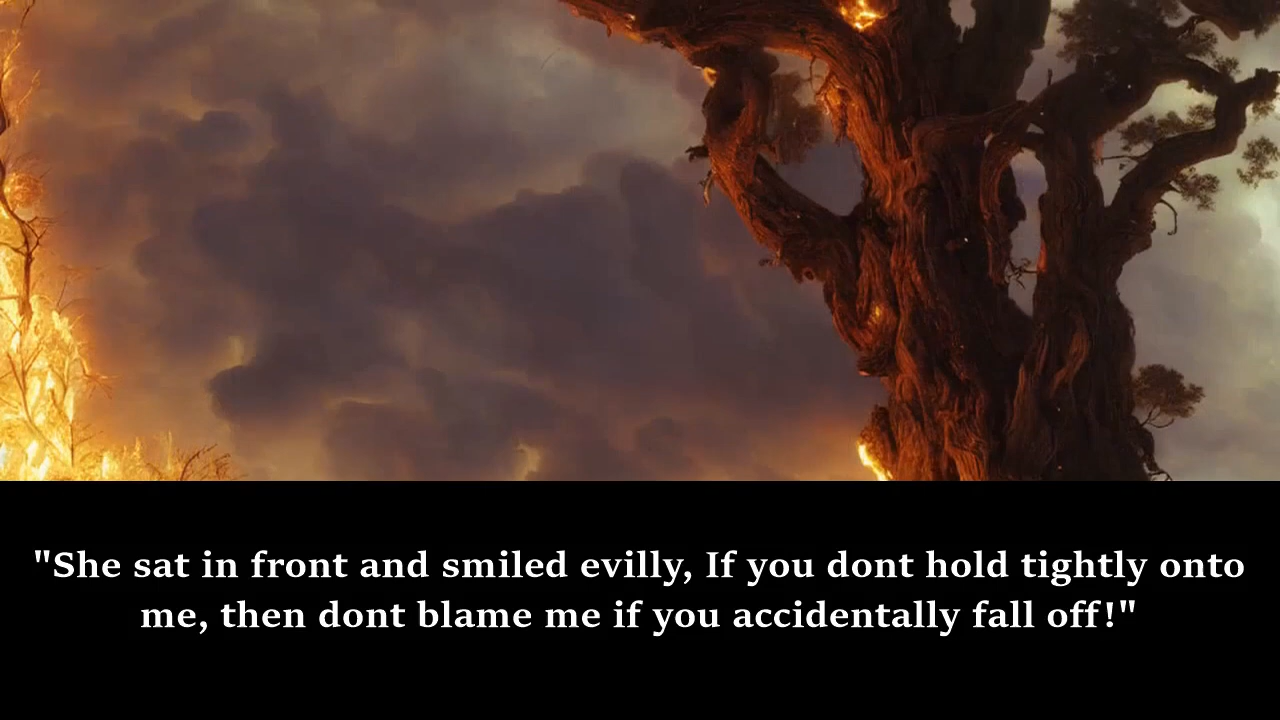 "She sat in front and smiled evilly, If you dont hold tightly onto
me, then dont blame me if you accidentally fall off!"